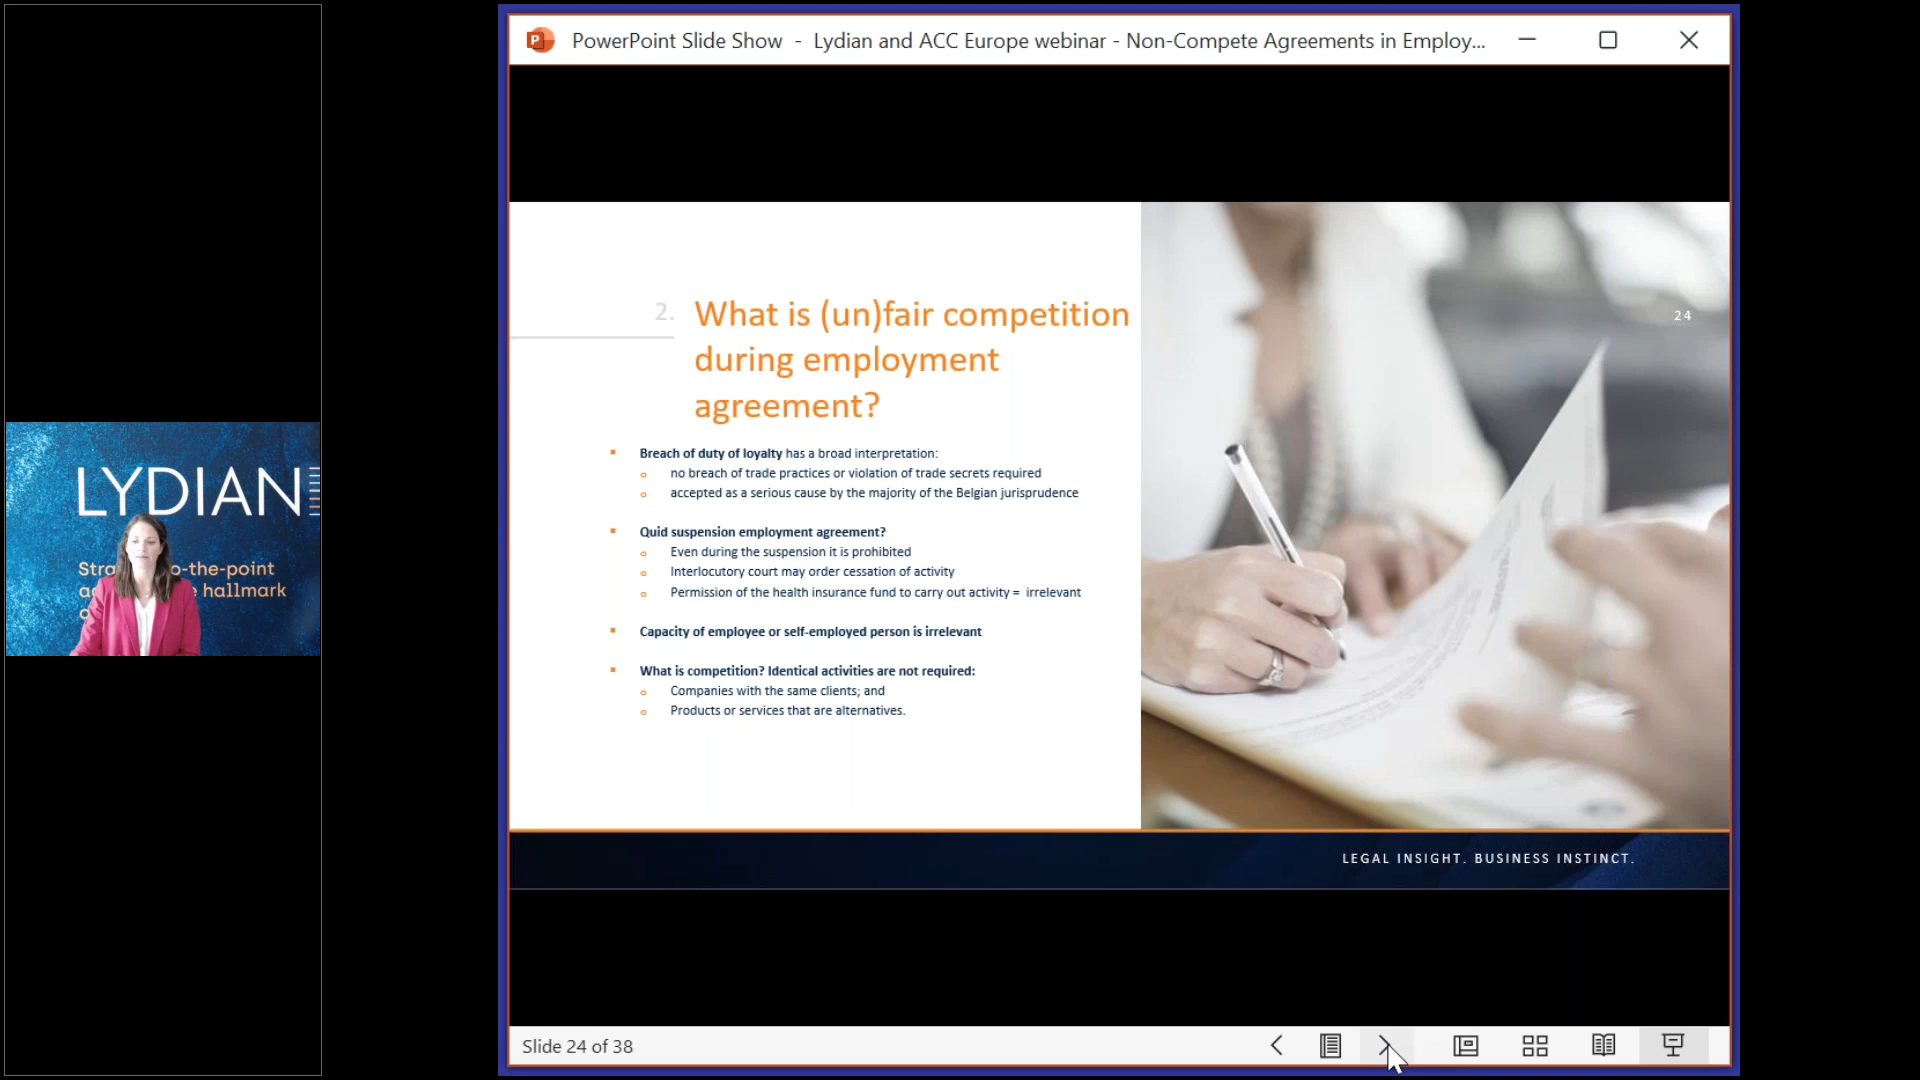 PowerPoint Slide Show - Lydian and ACC Europe webinar - Non-Compete Agreements in Employ...
LYDIAN
Stra o-the-point
hallmark
24
2. What is (un)fair competition
during employment
agreement?
Breach of duty of loyalty has a broad interpretation:
no breach of trade practices or violation of trade secrets required
accepted as a serious cause by the majority of the Belgian jurisprudence
Quid suspension employment agreement?
Even during the suspension it is prohibited
Interlocutory court may order cessation of activity
Permission of the health insurance fund to carry out activity = irrelevant
Capacity of employee or self-employed person is irrelevant
What is competition? Identical activities are not required:
Companies with the same clients; and
Products or services that are alternatives.
LEGAL INSIGHT. BUSINESS INSTINCT.
Slide 24 of 38